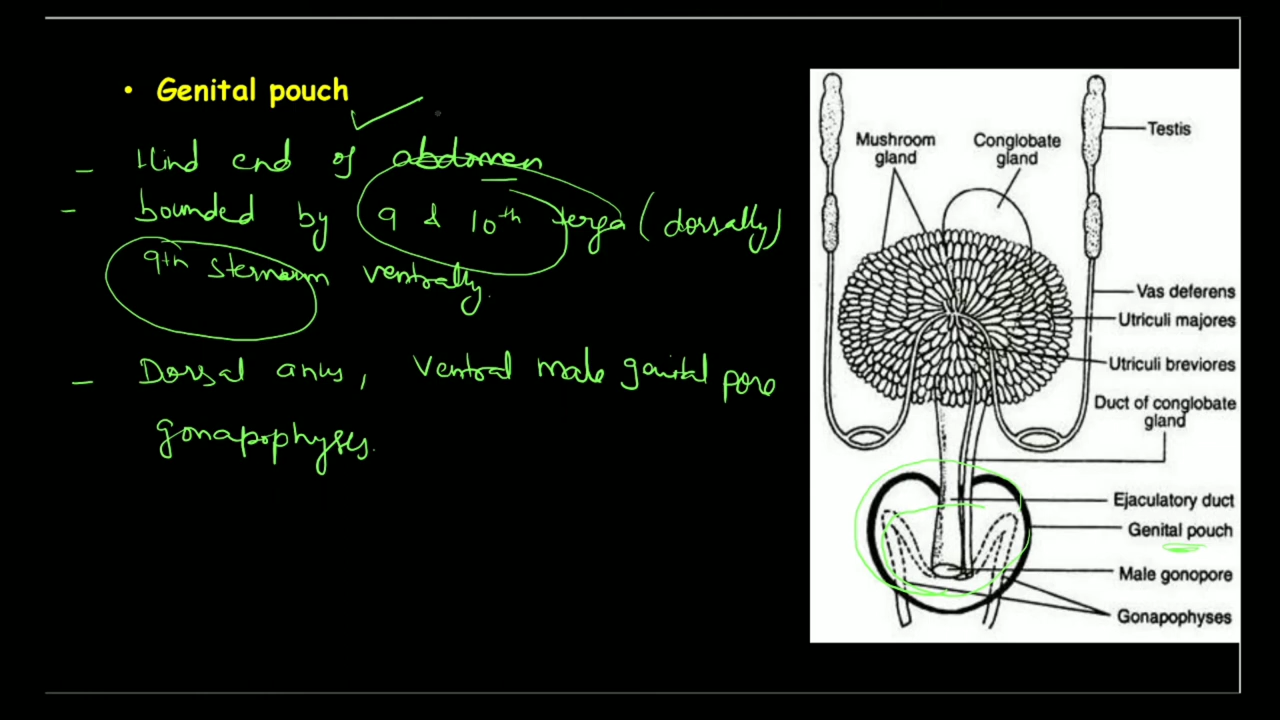 • Genital pouch
- Hind end of abdomen
- bounded by 9 & 10th terga (dorsally)
9th sternum ventrally.
- Dorsal anus, ventral male genital pore
gonapophyses.
Mushroom
gland
Conglobate
gland
Testis
Vas deferens
Utriculi majores
Utriculi breviores
Duct of conglobate
gland
Ejaculatory duct
Genital pouch
Male gonopore
Gonapophyses